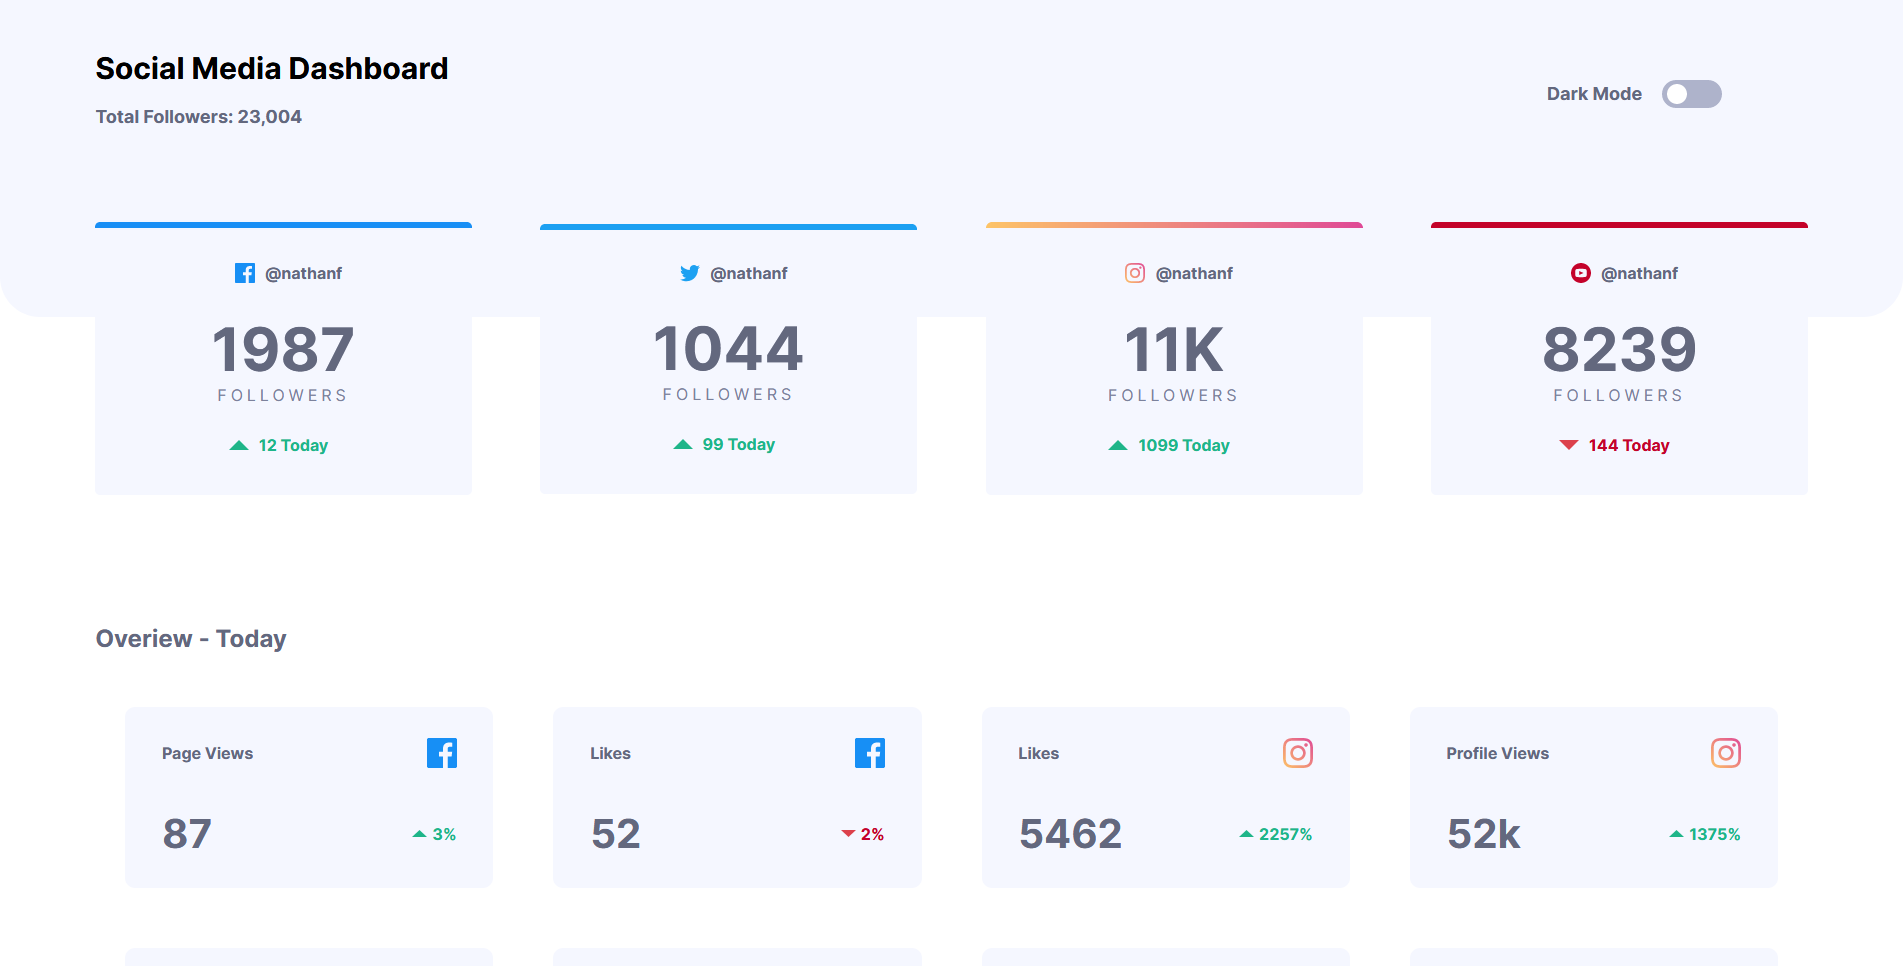 Social Media Dashboard
Total Followers: 23,004
Dark Mode
@nathanf
1987
FOLLOWERS
12 Today
@nathanf
1044
FOLLOWERS
99 Today
@nathanf
11K
FOLLOWERS
1099 Today
@nathanf
8239
FOLLOWERS
144 Today
Overiew - Today
Page Views
87
3%
Likes
52
2%
Likes
5462
2257%
Profile Views
52k
1375%